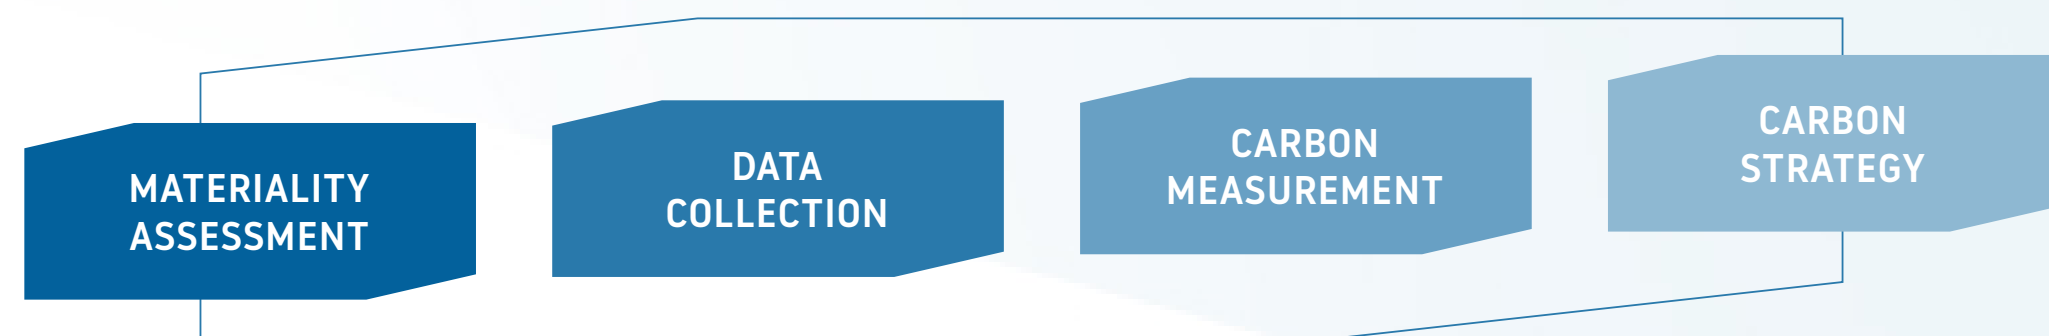 MATERIALITY
ASSESSMENT
DATA
COLLECTION
CARBON
MEASUREMENT
CARBON
STRATEGY